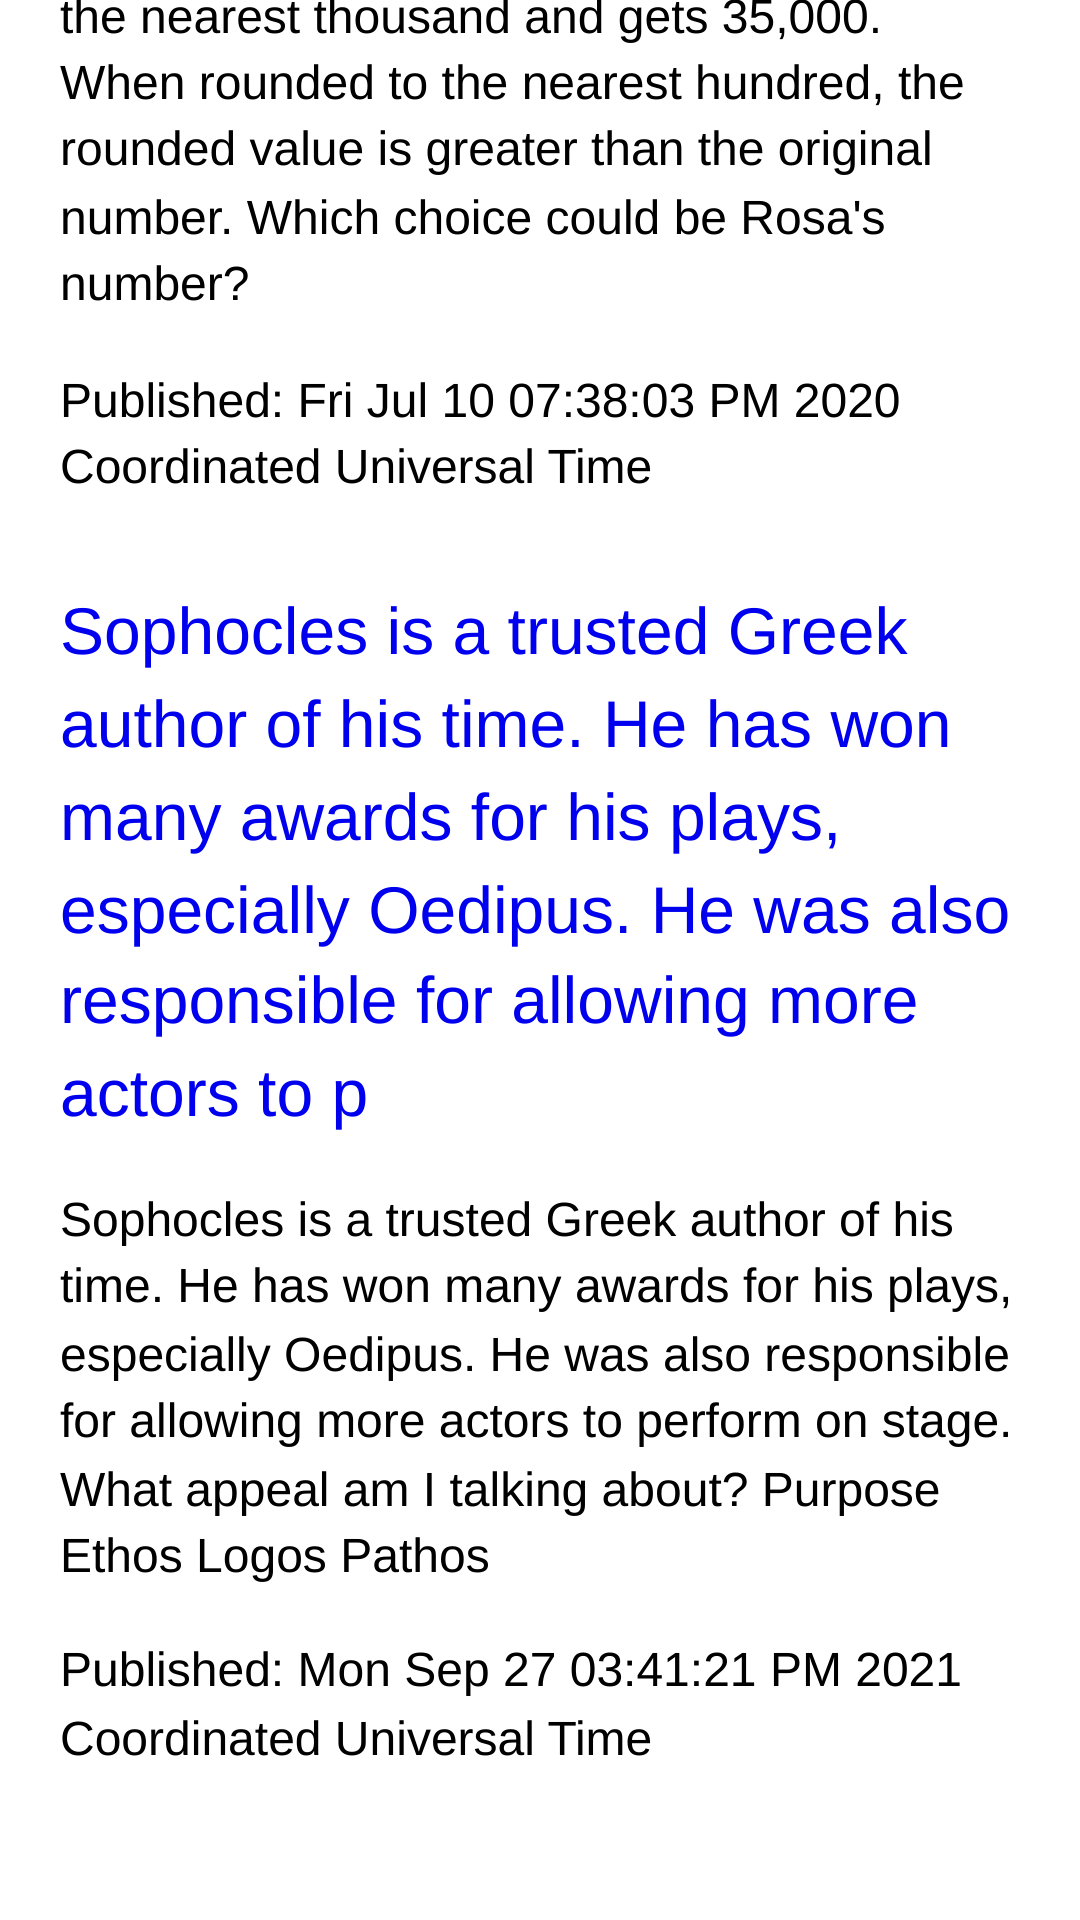 the nearest thousand and gets 35,000.
When rounded to the nearest hundred, the
rounded value is greater than the original
number. Which choice could be Rosa's
number?
Published: Fri Jul 10 07:38:03 PM 2020
Coordinated Universal Time
Sophocles is a trusted Greek
author of his time. He has won
many awards for his plays,
especially Oedipus. He was also
responsible for allowing more
actors to p
Sophocles is a trusted Greek author of his
time. He has won many awards for his plays,
especially Oedipus. He was also responsible
for allowing more actors to perform on stage.
What appeal am I talking about? Purpose
Ethos Logos Pathos
Published: Mon Sep 27 03:41:21 PM 2021
Coordinated Universal Time